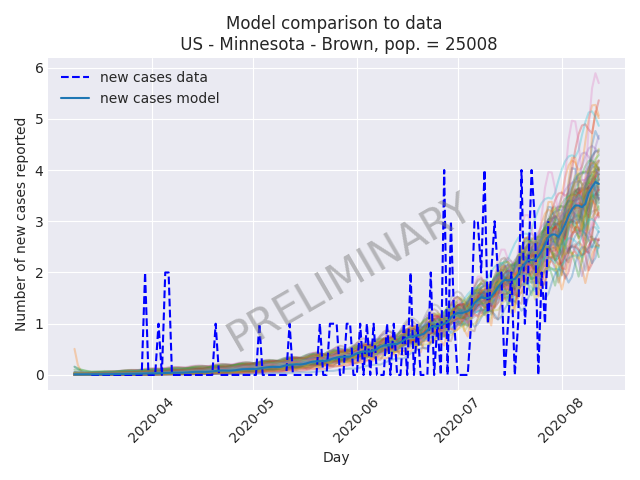 Model comparison to data
US - Minnesota - Brown, pop. = 25008
6
5
4
3
2
1
0
Number of new cases reported
new cases data
new cases model
PRELIMINARY
2020-04
2020-05
2020-06
2020-07
2020-08
Day